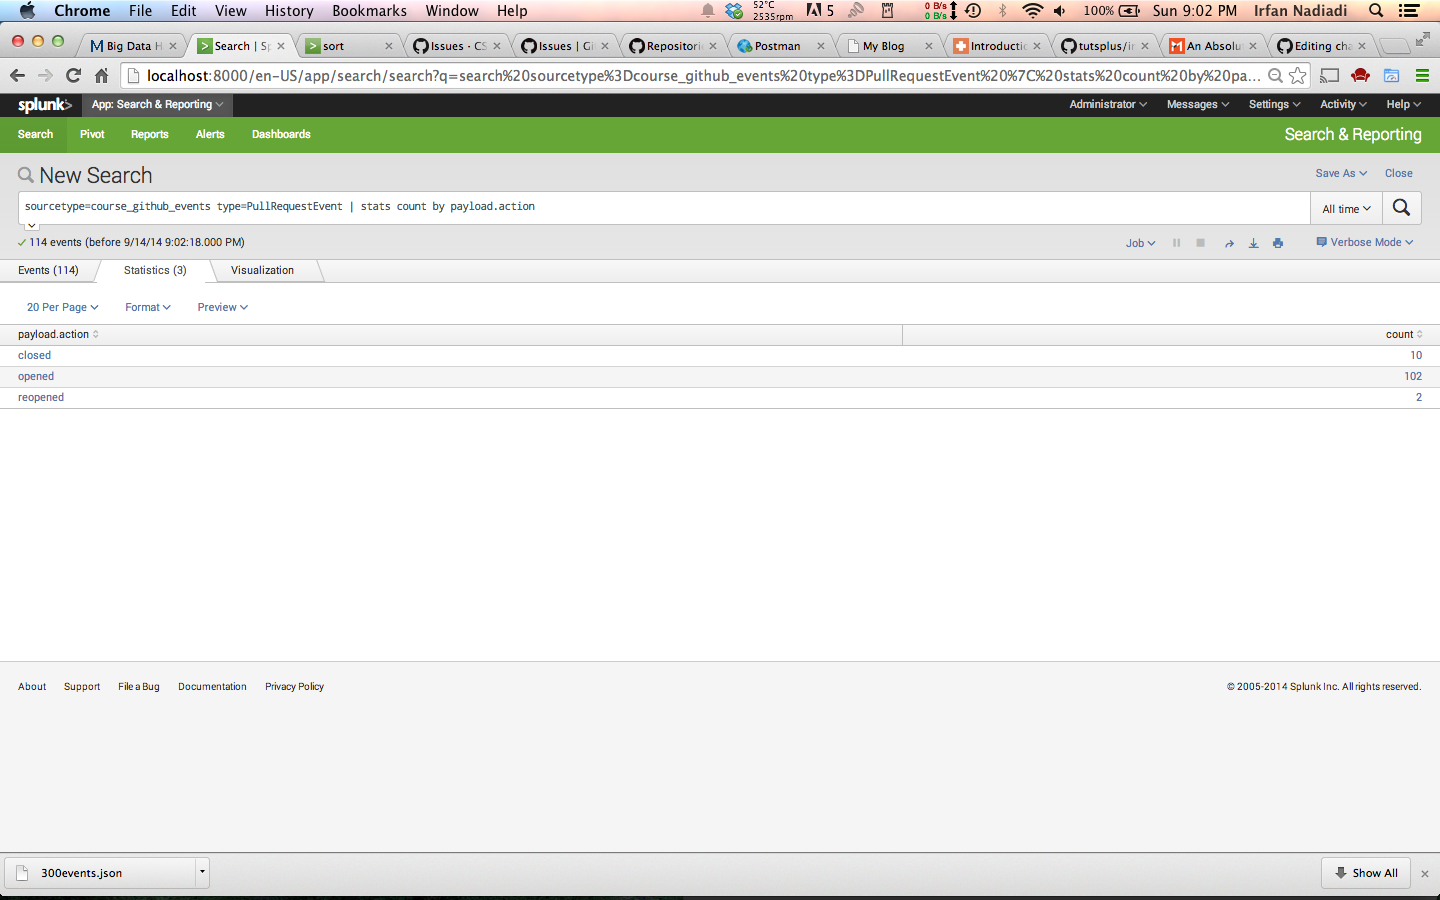 Chrome File Edit View History Bookmarks Window Help 52°C 2535rpm 5 0 B/s 0 B/s 100% Sun 9:02 PM Irfan Nadiadi
Big Data H Search | Sp sort Issues · CS Issues | Gi Repositori Postman My Blog Introductio tutsplus/in An Absolu Editing cha
localhost:8000/en-US/app/search/search?q=search%20sourcetype%3Dcourse_github_events%20type%3DPullRequestEvent%20%7C%20stats%20count%20by%20pa...
splunk> App: Search & Reporting Administrator Messages Settings Activity Help
Search Pivot Reports Alerts Dashboards Search & Reporting
New Search Save As Close
sourcetype=course_github_events type=PullRequestEvent | stats count by payload.action All time
114 events (before 9/14/14 9:02:18.000 PM) Job Verbose Mode
Events (114) Statistics (3) Visualization
20 Per Page Format Preview
payload.action count
closed 10
opened 102
reopened 2
About Support File a Bug Documentation Privacy Policy © 2005-2014 Splunk Inc. All rights reserved.
300events.json Show All